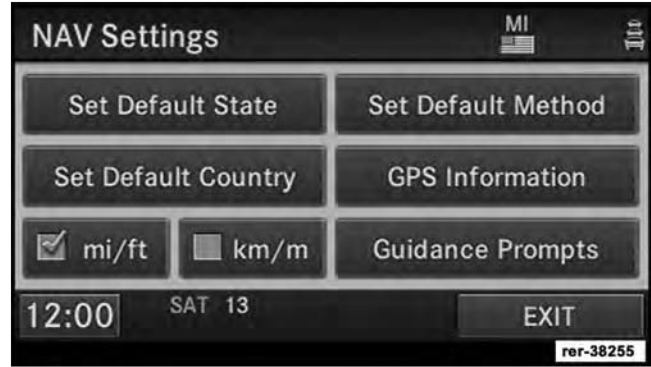 NAV Settings MI
Set Default State Set Default Method
Set Default Country GPS Information
mi/ft km/m Guidance Prompts
12:00 SAT 13 EXIT
rer-38255